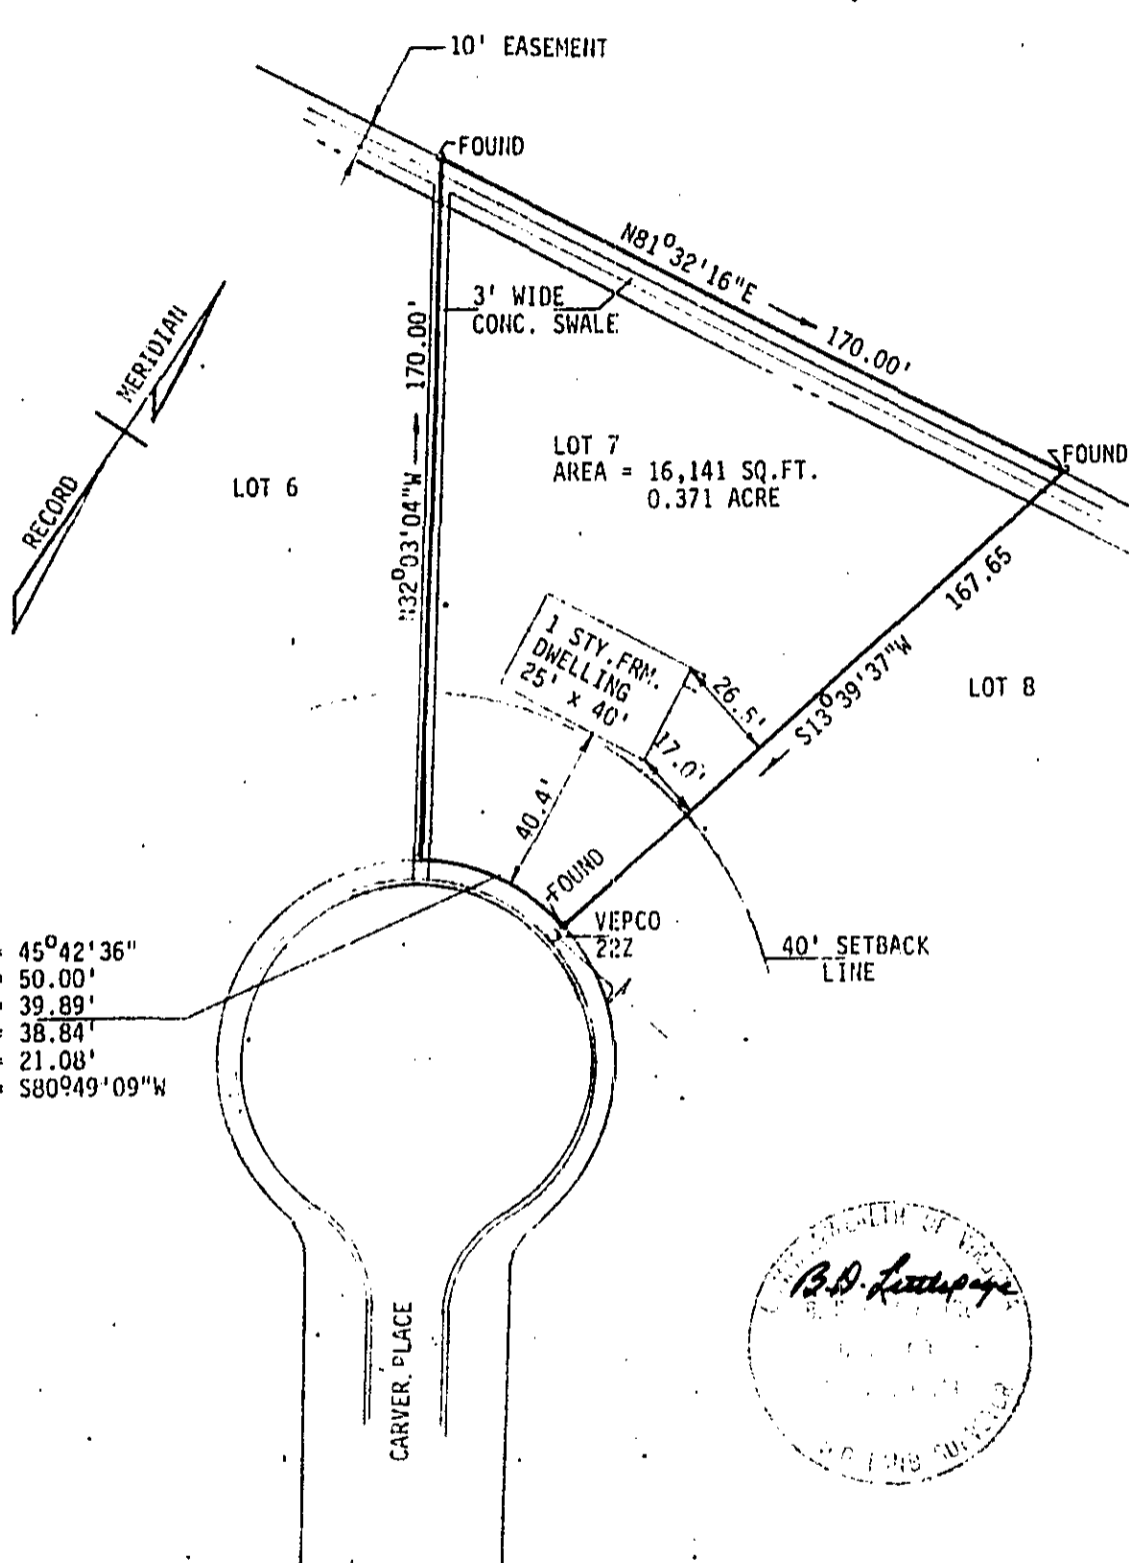 10' EASEMENT
FOUND
N81°32'16"E → 170.00'
3' WIDE
CONC. SWALE
N32°03'04"W → 170.00'
MERIDIAN
RECORD
LOT 6
LOT 7
AREA = 16,141 SQ.FT.
0.371 ACRE
FOUND
167.65
S13°39'37"W
LOT 8
1 STY.FRM.
DWELLING
25' X 40'
26.5'
17.0'
40.4'
FOUND
VEPCO
22Z
40' SETBACK
LINE
= 45°42'36"
= 50.00'
= 39.89'
= 38.84'
= 21.08'
= S80°49'09"W
CARVER PLACE
B.D. Littlepage